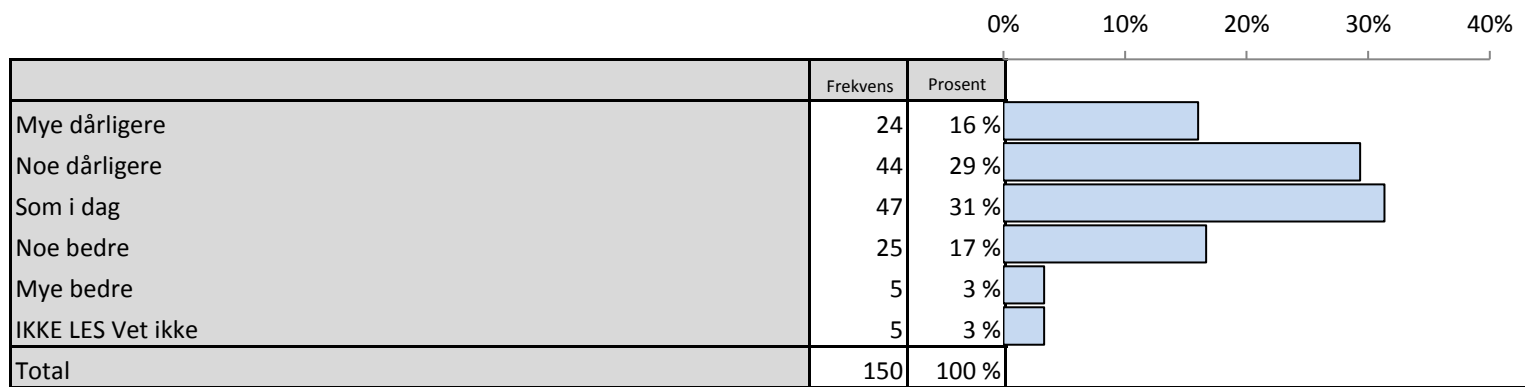 0% 10% 20% 30% 40%
Frekvens Prosent
Mye dårligere 24 16 %
Noe dårligere 44 29 %
Som i dag 47 31 %
Noe bedre 25 17 %
Mye bedre 5 3 %
IKKE LES Vet ikke 5 3 %
Total 150 100 %